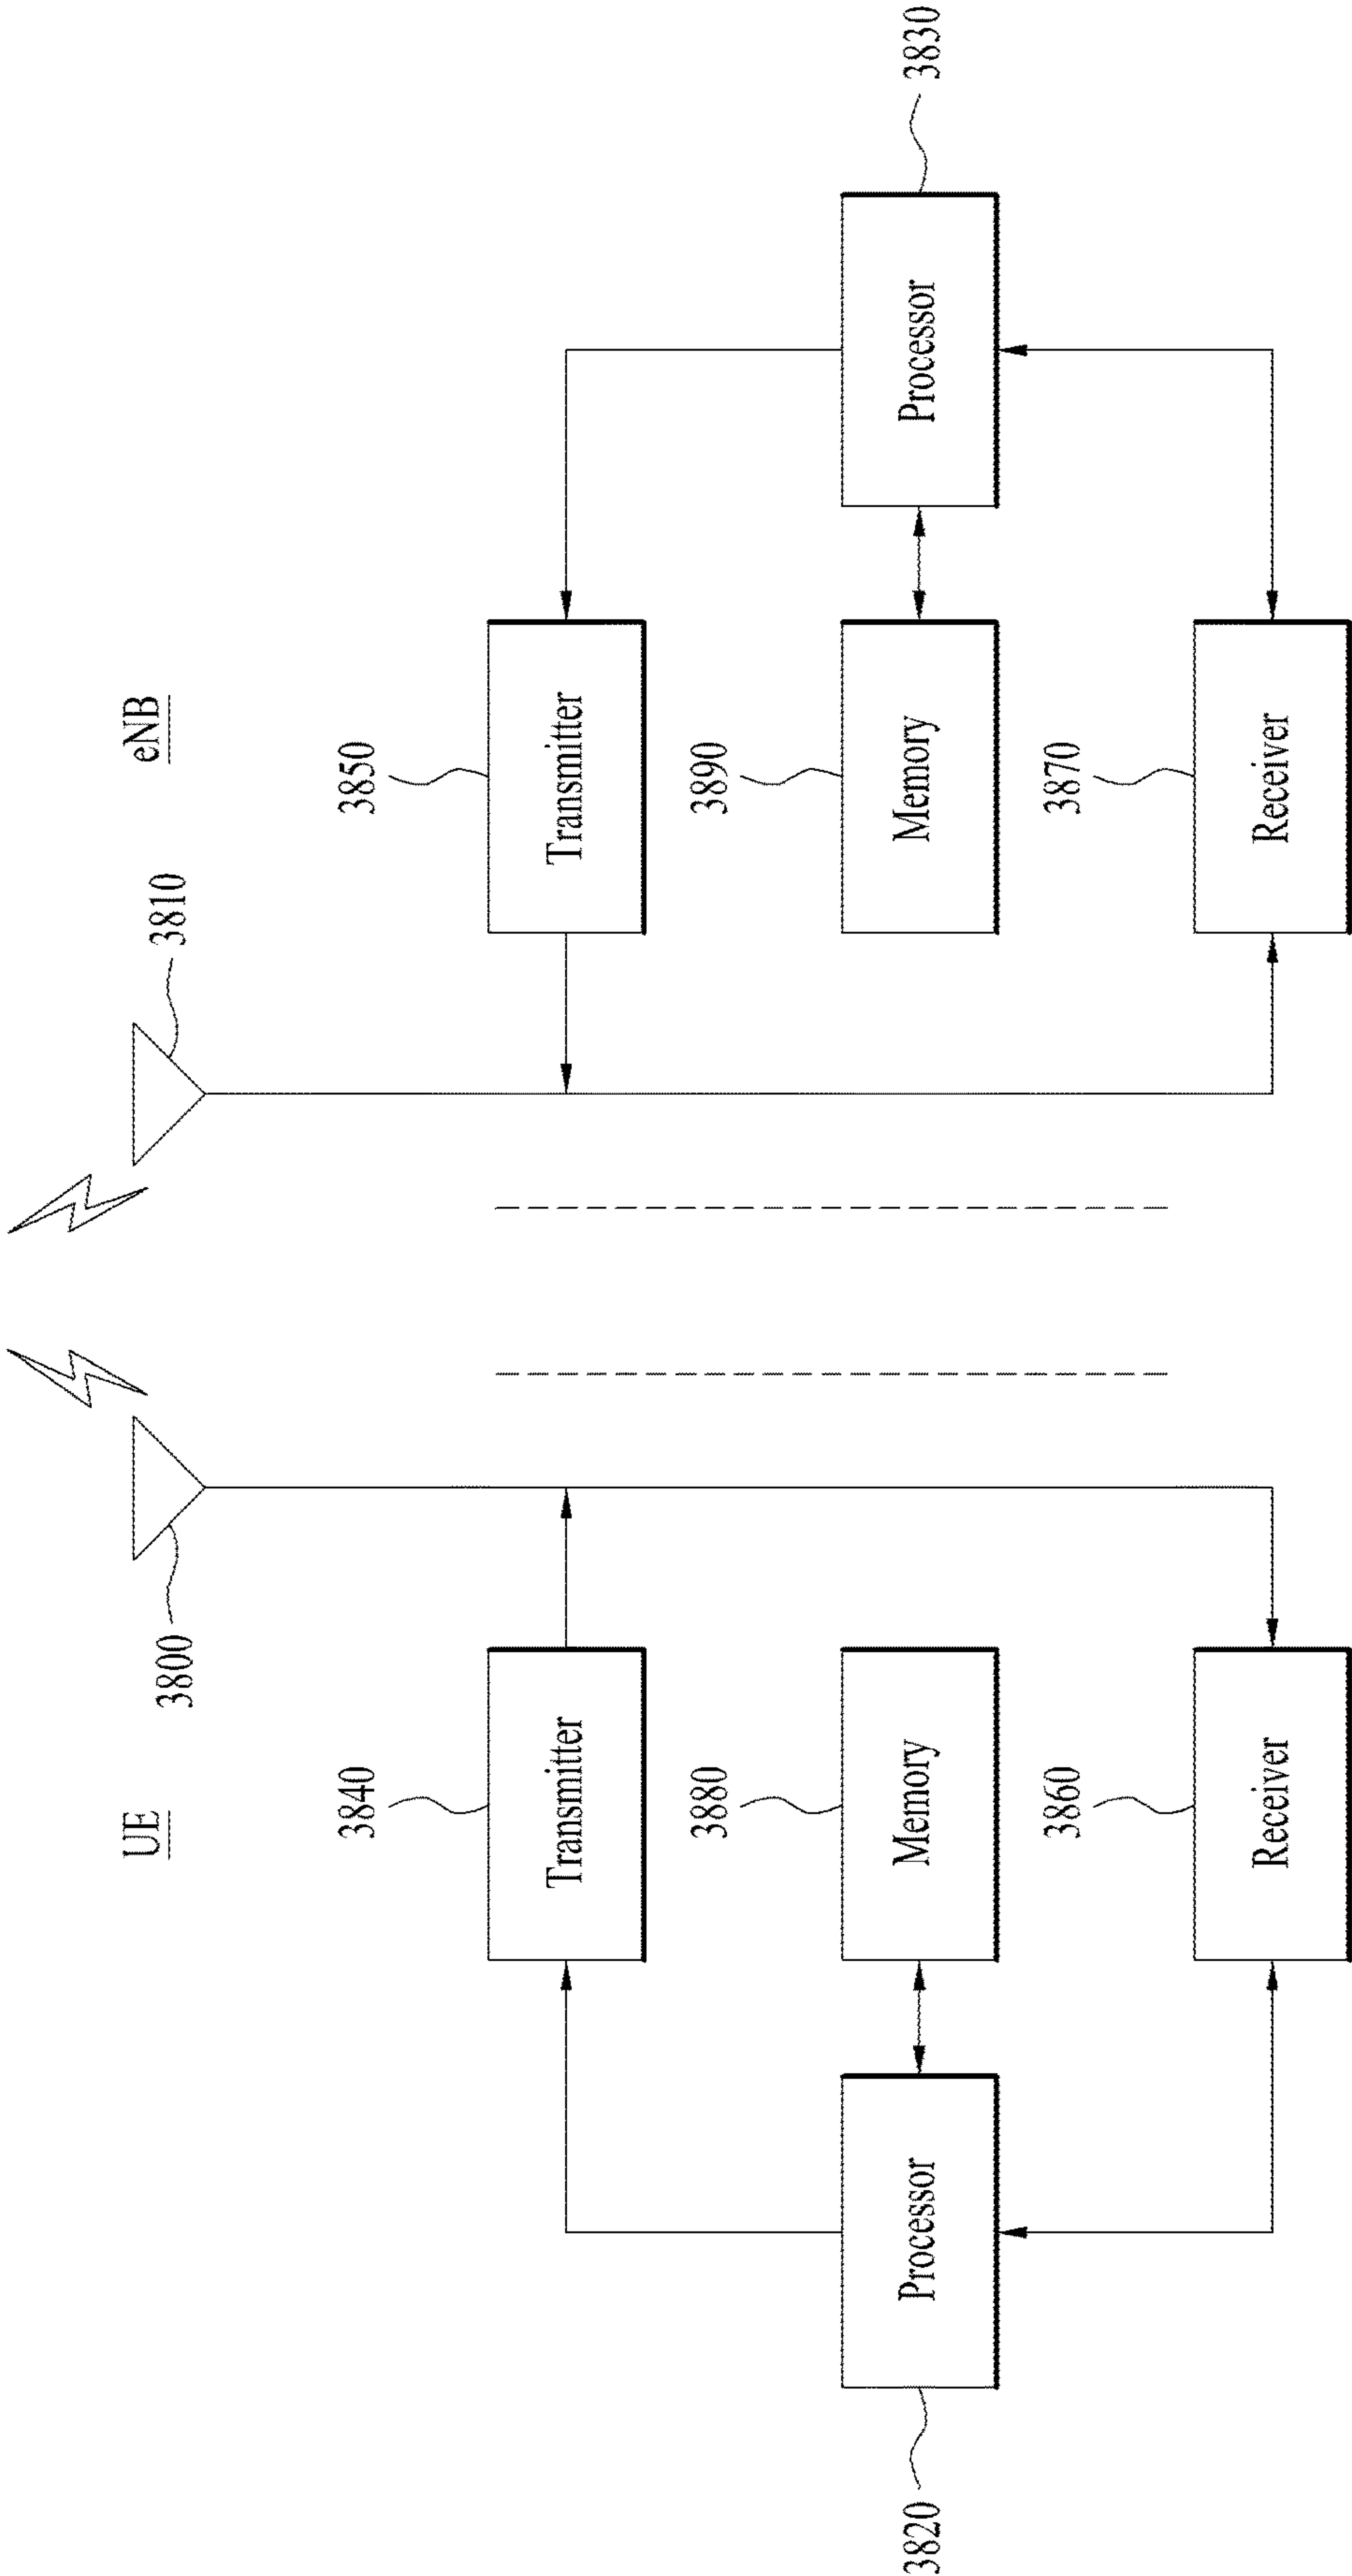 UE
eNB
3800
3810
3840
Transmitter
3850
Transmitter
3820
Processor
3880
Memory
3890
Memory
Processor
3830
3860
Receiver
3870
Receiver